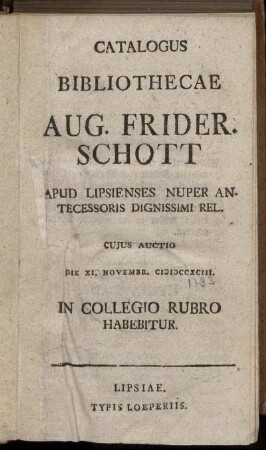 CATALOGUS
BIBLIOTHECAE
AUG. FRIDER.
SCHOTT
APUD LIPSIENSES NUPER AN-
TECESSORIS DIGNISSIMI REL.
CUJUS AUCTIO
DIE XI. NOVEMBR. CIƆIƆCCXCIII.
1793
IN COLLEGIO RUBRO
HABEBITUR.
LIPSIAE.
TYPIS LOEPERIIS.